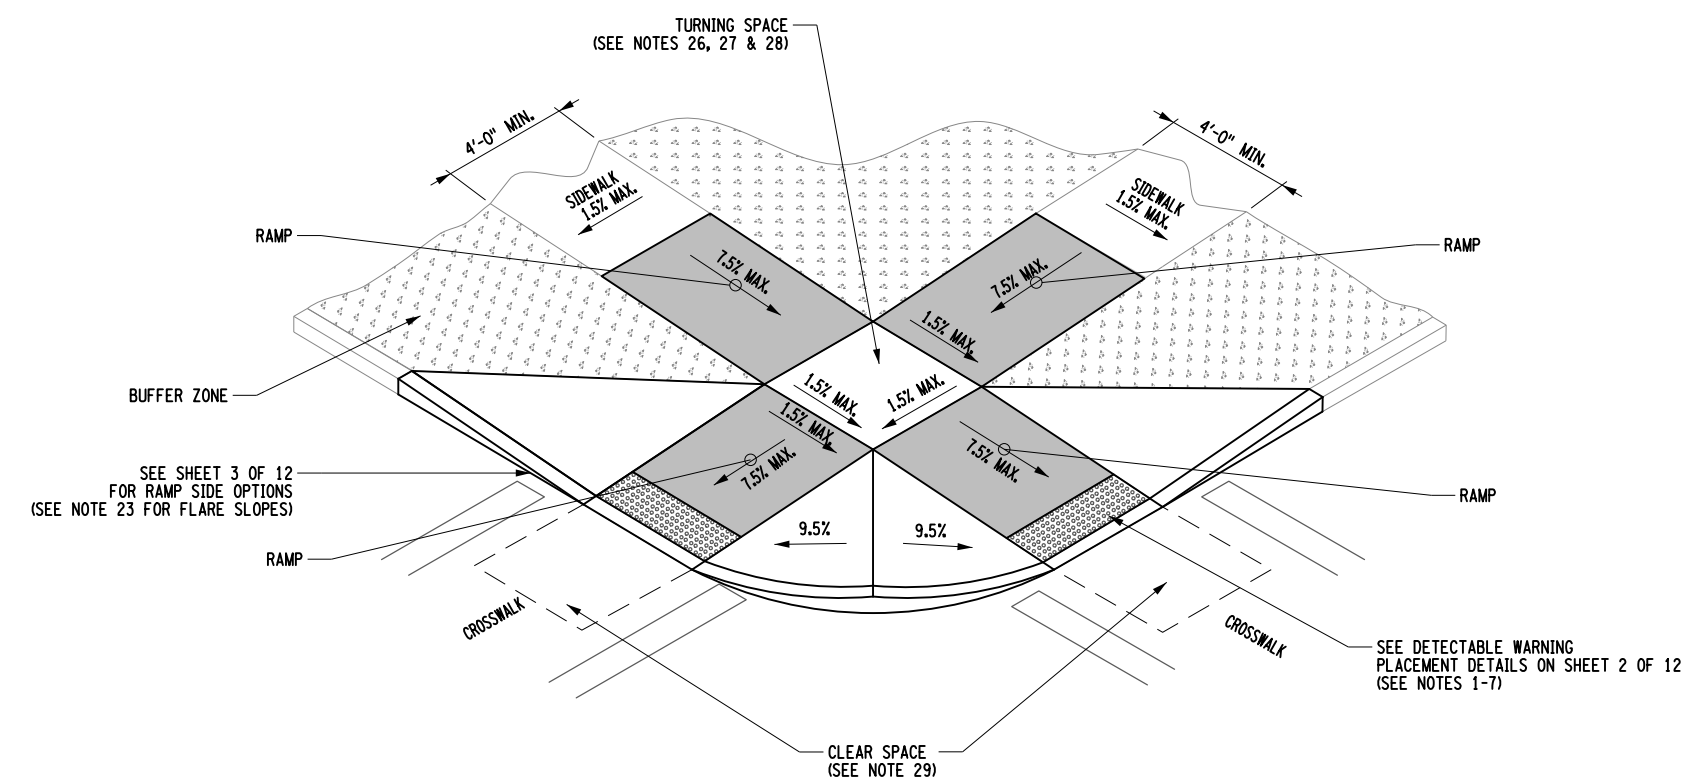 TURNING SPACE
(SEE NOTES 26, 27 & 28)
4'-0" MIN.
4'-0" MIN.
SIDEWALK
1.5% MAX.
SIDEWALK
1.5% MAX.
RAMP
RAMP
7.5% MAX.
7.5% MAX.
1.5% MAX.
BUFFER ZONE
1.5% MAX.
1.5% MAX.
1.5% MAX.
7.5% MAX.
7.5% MAX.
SEE SHEET 3 OF 12
FOR RAMP SIDE OPTIONS
(SEE NOTE 23 FOR FLARE SLOPES)
RAMP
9.5%
9.5%
RAMP
CROSSWALK
CROSSWALK
SEE DETECTABLE WARNING
PLACEMENT DETAILS ON SHEET 2 OF 12
(SEE NOTES 1-7)
CLEAR SPACE
(SEE NOTE 29)